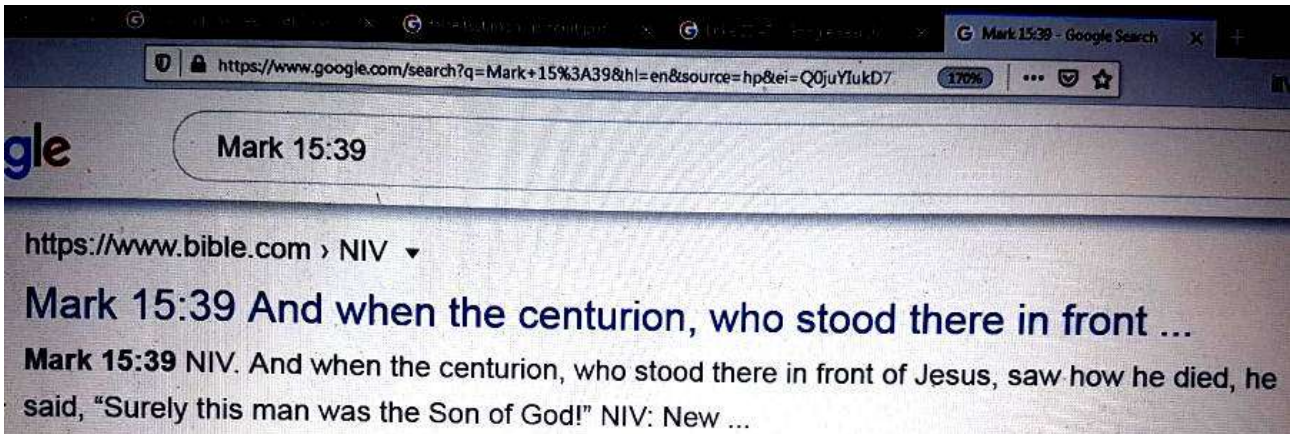 Mark 15:39 - Google Search
https://www.google.com/search?q=Mark+15%3A39&hl=en&source=hp&ei=Q0juYIukD7
170%
gle
Mark 15:39
https://www.bible.com › NIV
Mark 15:39 And when the centurion, who stood there in front ...
Mark 15:39 NIV. And when the centurion, who stood there in front of Jesus, saw how he died, he
said, “Surely this man was the Son of God!” NIV: New ...